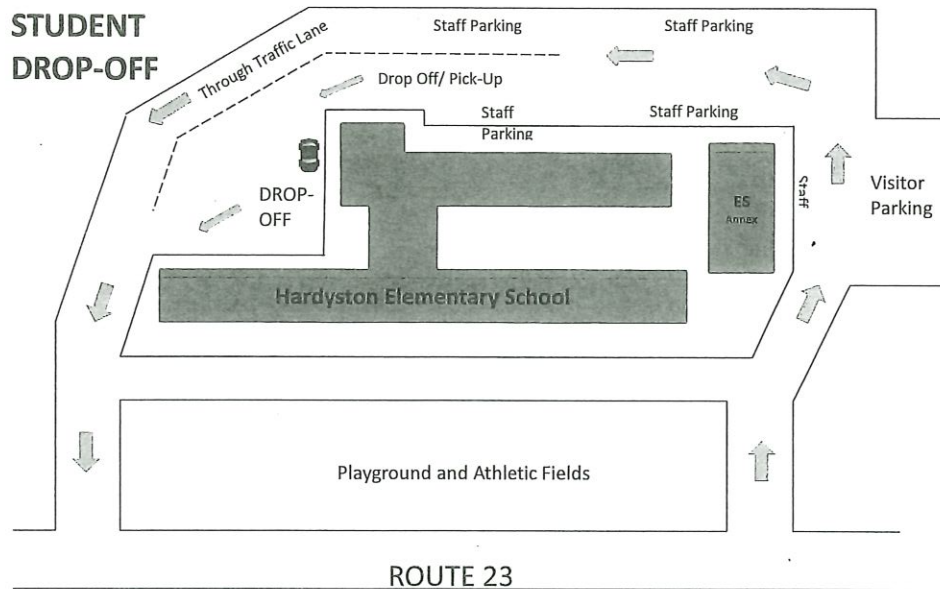 STUDENT
DROP-OFF
Staff Parking
Staff Parking
Through Traffic Lane
Drop Off/ Pick-Up
Staff
Parking
Staff Parking
DROP-
OFF
ES
Annex
Staff
Visitor
Parking
Hardyston Elementary School
Playground and Athletic Fields
ROUTE 23